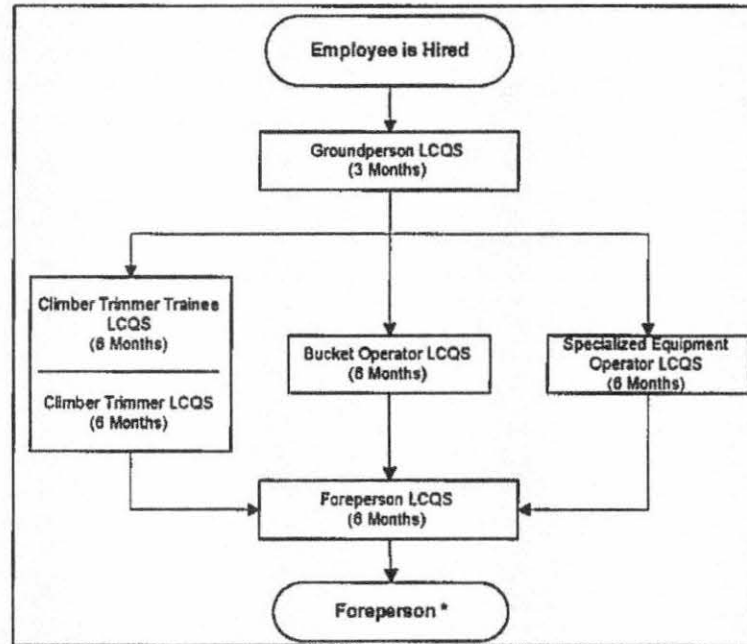 Employee is Hired
Groundperson LCQS
(3 Months)
Climber Trimmer Trainee
LCQS
(6 Months)
Climber Trimmer LCQS
(6 Months)
Bucket Operator LCQS
(6 Months)
Specialized Equipment
Operator LCQS
(6 Months)
Foreperson LCQS
(6 Months)
Foreperson *